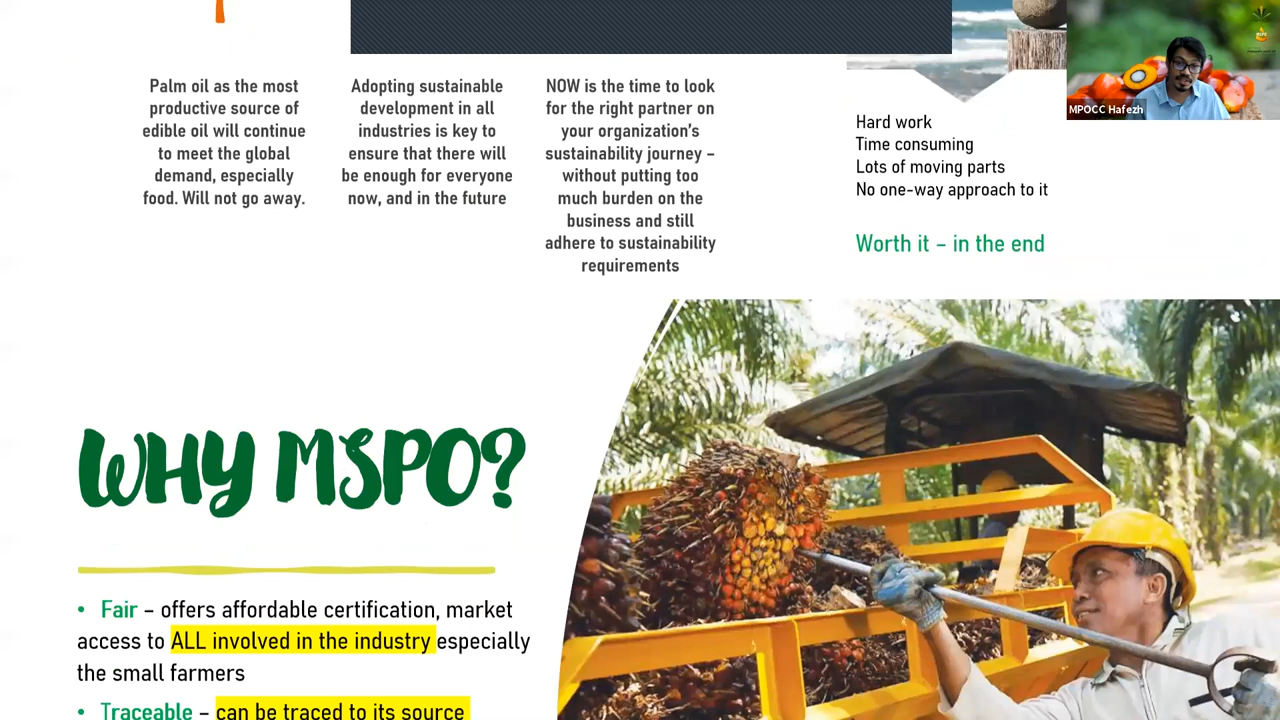 Palm oil as the most
productive source of
edible oil will continue
to meet the global
demand, especially
food. Will not go away.
Adopting sustainable
development in all
industries is key to
ensure that there will
be enough for everyone
now, and in the future
NOW is the time to look
for the right partner on
your organization’s
sustainability journey –
without putting too
much burden on the
business and still
adhere to sustainability
requirements
Hard work
Time consuming
Lots of moving parts
No one-way approach to it
Worth it – in the end
MPOCC Hafezh
WHY MSPO?
• Fair – offers affordable certification, market
access to ALL involved in the industry especially
the small farmers
• Traceable – can be traced to its source